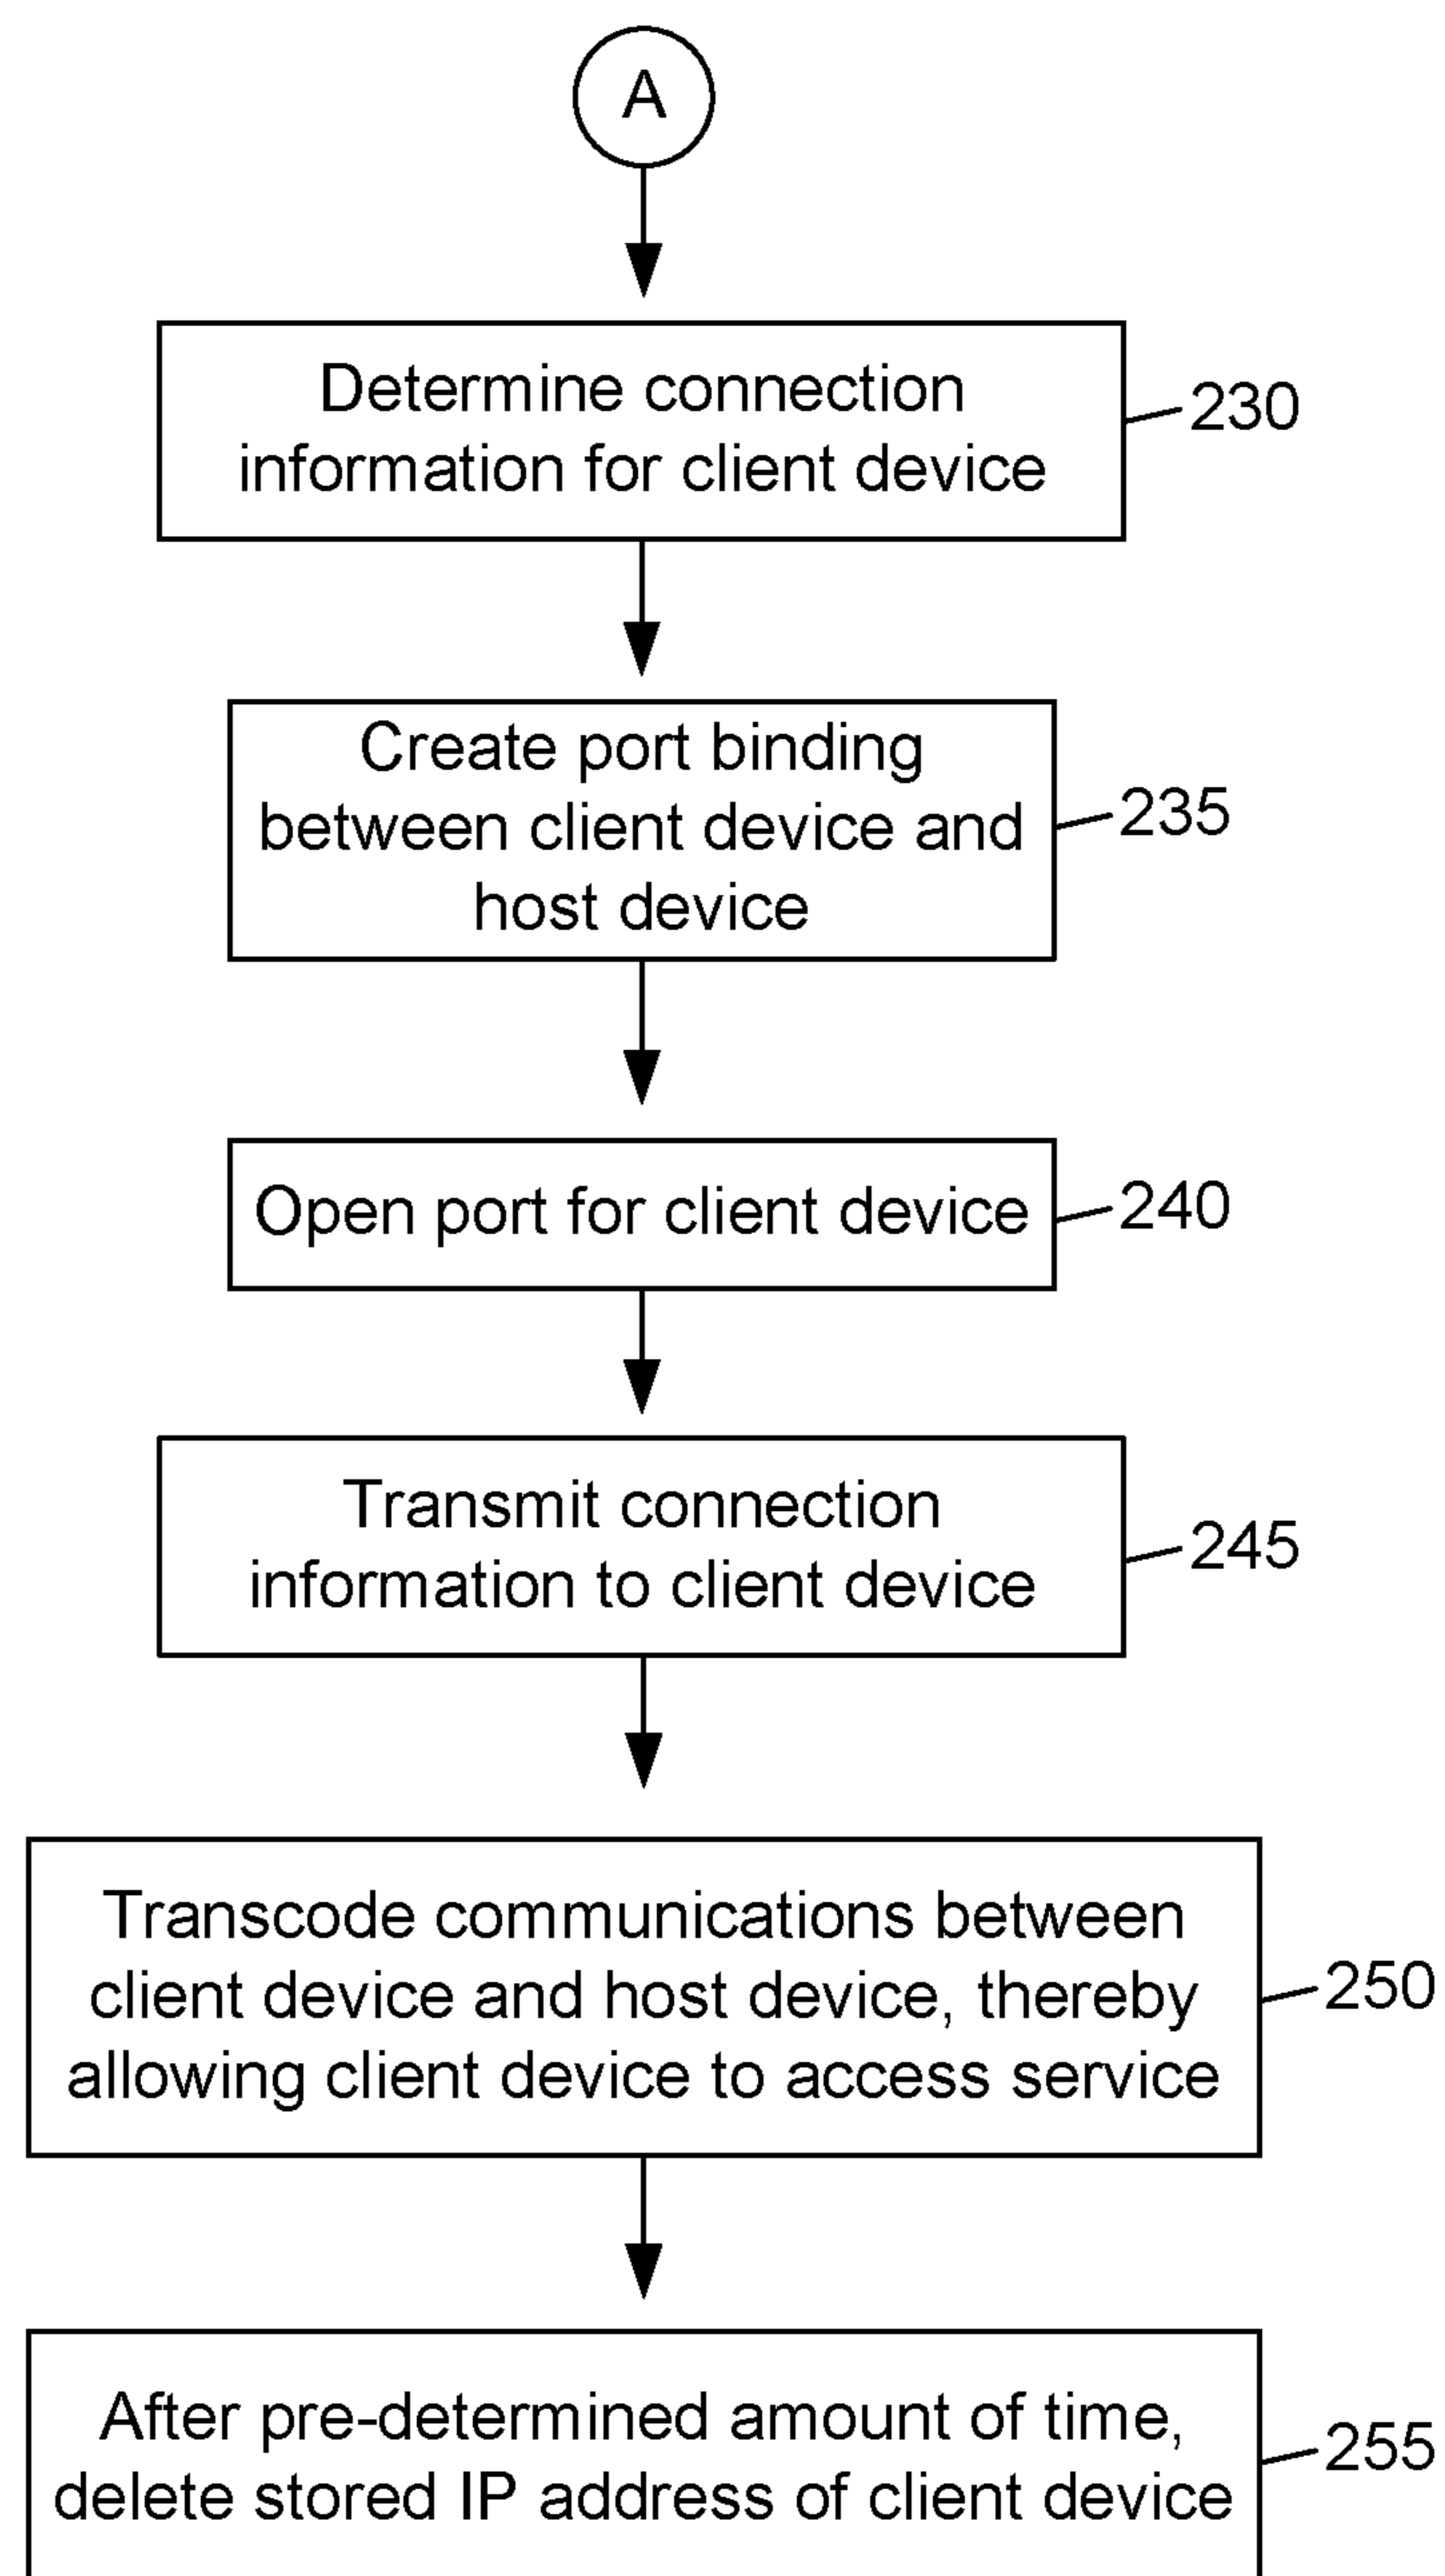 A
Determine connection
information for client device
230
Create port binding
between client device and
host device
235
Open port for client device
240
Transmit connection
information to client device
245
Transcode communications between
client device and host device, thereby
allowing client device to access service
250
After pre-determined amount of time,
delete stored IP address of client device
255